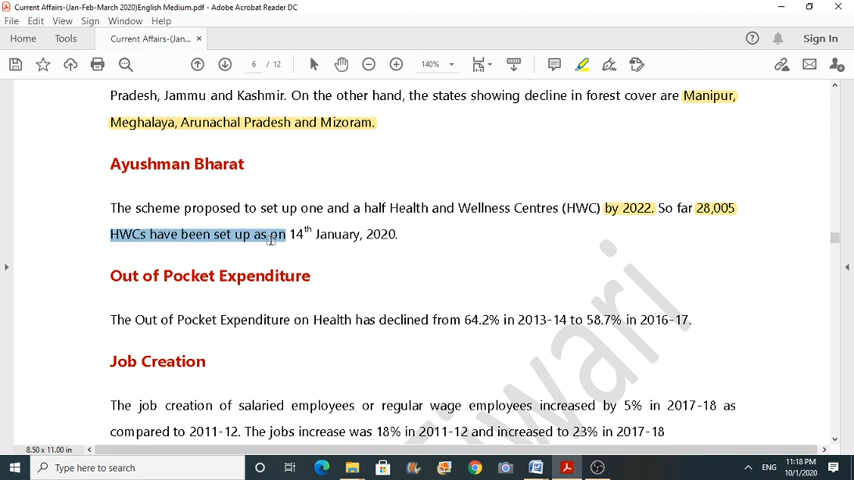 Current Affairs-(Jan-Feb-March 2020)English Medium.pdf - Adobe Acrobat Reader DC
File Edit View Sign Window Help
Home Tools Current Affairs-(Jan-... × Sign In
6 / 12 140%
Pradesh, Jammu and Kashmir. On the other hand, the states showing decline in forest cover are Manipur,
Meghalaya, Arunachal Pradesh and Mizoram.
Ayushman Bharat
The scheme proposed to set up one and a half Health and Wellness Centres (HWC) by 2022. So far 28,005
HWCs have been set up as on 14th January, 2020.
Out of Pocket Expenditure
The Out of Pocket Expenditure on Health has declined from 64.2% in 2013-14 to 58.7% in 2016-17.
Job Creation
The job creation of salaried employees or regular wage employees increased by 5% in 2017-18 as
compared to 2011-12. The jobs increase was 18% in 2011-12 and increased to 23% in 2017-18
8.50 x 11.00 in
Type here to search
ENG
11:18 PM
10/1/2020